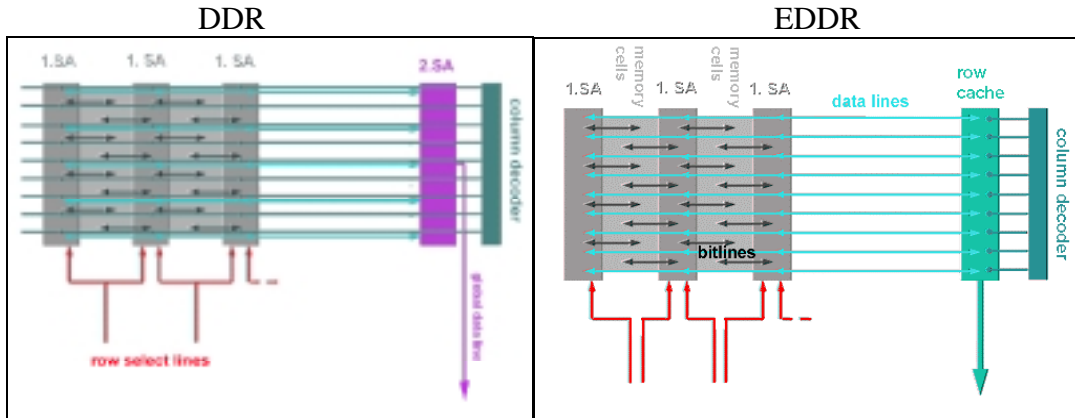 DDR
1.SA
1. SA
1. SA
2.SA
column decoder
global data line
row select lines
EDDR
memory
cells
memory
cells
1.SA
1. SA
1. SA
row
cache
data lines
column decoder
bitlines